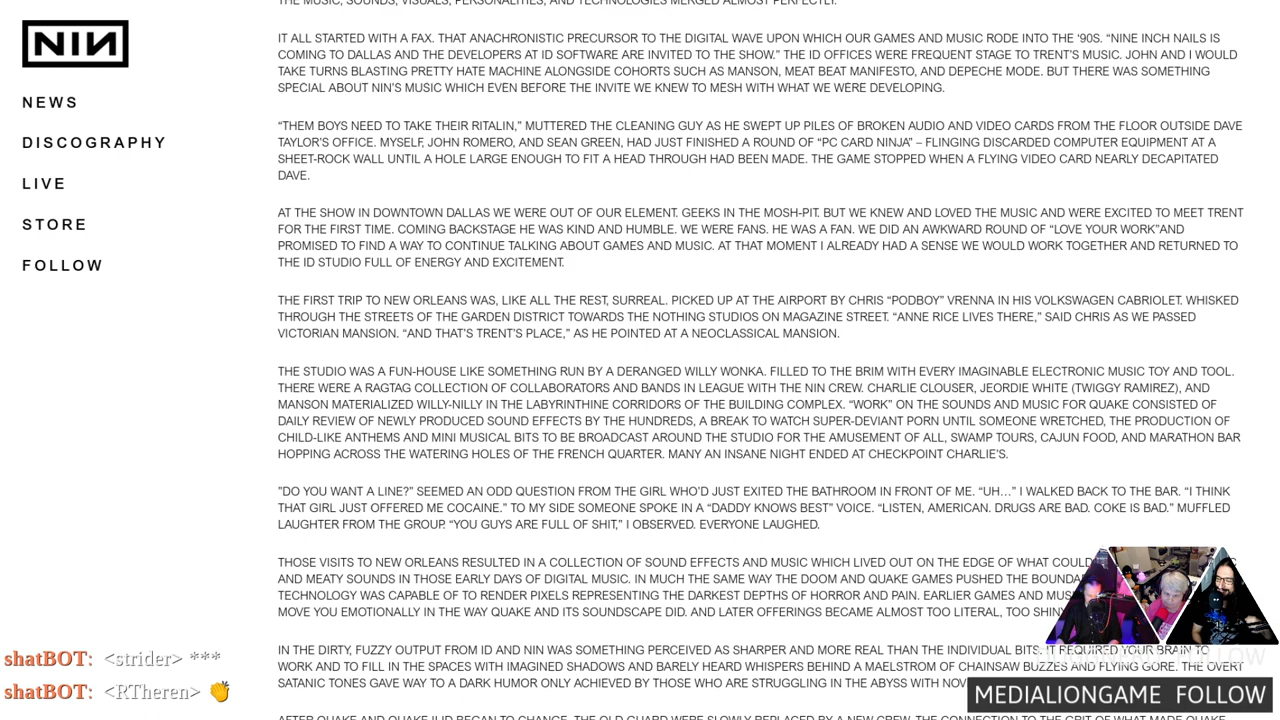 THE MUSIC, SOUNDS, VISUALS, PERSONALITIES, AND TECHNOLOGIES MERGED ALMOST PERFECTLY.
NIN
NEWS
DISCOGRAPHY
LIVE
STORE
FOLLOW
IT ALL STARTED WITH A FAX. THAT ANACHRONISTIC PRECURSOR TO THE DIGITAL WAVE UPON WHICH OUR GAMES AND MUSIC RODE INTO THE '90S. “NINE INCH NAILS IS
COMING TO DALLAS AND THE DEVELOPERS AT ID SOFTWARE ARE INVITED TO THE SHOW.” THE ID OFFICES WERE FREQUENT STAGE TO TRENT’S MUSIC. JOHN AND I WOULD
TAKE TURNS BLASTING PRETTY HATE MACHINE ALONGSIDE COHORTS SUCH AS MANSON, MEAT BEAT MANIFESTO, AND DEPECHE MODE. BUT THERE WAS SOMETHING
SPECIAL ABOUT NIN’S MUSIC WHICH EVEN BEFORE THE INVITE WE KNEW TO MESH WITH WHAT WE WERE DEVELOPING.
“THEM BOYS NEED TO TAKE THEIR RITALIN,” MUTTERED THE CLEANING GUY AS HE SWEPT UP PILES OF BROKEN AUDIO AND VIDEO CARDS FROM THE FLOOR OUTSIDE DAVE
TAYLOR’S OFFICE. MYSELF, JOHN ROMERO, AND SEAN GREEN, HAD JUST FINISHED A ROUND OF “PC CARD NINJA” – FLINGING DISCARDED COMPUTER EQUIPMENT AT A
SHEET-ROCK WALL UNTIL A HOLE LARGE ENOUGH TO FIT A HEAD THROUGH HAD BEEN MADE. THE GAME STOPPED WHEN A FLYING VIDEO CARD NEARLY DECAPITATED
DAVE.
AT THE SHOW IN DOWNTOWN DALLAS WE WERE OUT OF OUR ELEMENT. GEEKS IN THE MOSH-PIT. BUT WE KNEW AND LOVED THE MUSIC AND WERE EXCITED TO MEET TRENT
FOR THE FIRST TIME. COMING BACKSTAGE HE WAS KIND AND HUMBLE. WE WERE FANS. HE WAS A FAN. WE DID AN AWKWARD ROUND OF “LOVE YOUR WORK”AND
PROMISED TO FIND A WAY TO CONTINUE TALKING ABOUT GAMES AND MUSIC. AT THAT MOMENT I ALREADY HAD A SENSE WE WOULD WORK TOGETHER AND RETURNED TO
THE ID STUDIO FULL OF ENERGY AND EXCITEMENT.
THE FIRST TRIP TO NEW ORLEANS WAS, LIKE ALL THE REST, SURREAL. PICKED UP AT THE AIRPORT BY CHRIS “PODBOY” VRENNA IN HIS VOLKSWAGEN CABRIOLET. WHISKED
THROUGH THE STREETS OF THE GARDEN DISTRICT TOWARDS THE NOTHING STUDIOS ON MAGAZINE STREET. “ANNE RICE LIVES THERE,” SAID CHRIS AS WE PASSED
VICTORIAN MANSION. “AND THAT’S TRENT’S PLACE,” AS HE POINTED AT A NEOCLASSICAL MANSION.
THE STUDIO WAS A FUN-HOUSE LIKE SOMETHING RUN BY A DERANGED WILLY WONKA. FILLED TO THE BRIM WITH EVERY IMAGINABLE ELECTRONIC MUSIC TOY AND TOOL.
THERE WERE A RAGTAG COLLECTION OF COLLABORATORS AND BANDS IN LEAGUE WITH THE NIN CREW. CHARLIE CLOUSER, JEORDIE WHITE (TWIGGY RAMIREZ), AND
MANSON MATERIALIZED WILLY-NILLY IN THE LABYRINTHINE CORRIDORS OF THE BUILDING COMPLEX. “WORK” ON THE SOUNDS AND MUSIC FOR QUAKE CONSISTED OF
DAILY REVIEW OF NEWLY PRODUCED SOUND EFFECTS BY THE HUNDREDS, A BREAK TO WATCH SUPER-DEVIANT PORN UNTIL SOMEONE WRETCHED, THE PRODUCTION OF
CHILD-LIKE ANTHEMS AND MINI MUSICAL BITS TO BE BROADCAST AROUND THE STUDIO FOR THE AMUSEMENT OF ALL, SWAMP TOURS, CAJUN FOOD, AND MARATHON BAR
HOPPING ACROSS THE WATERING HOLES OF THE FRENCH QUARTER. MANY AN INSANE NIGHT ENDED AT CHECKPOINT CHARLIE’S.
"DO YOU WANT A LINE?” SEEMED AN ODD QUESTION FROM THE GIRL WHO’D JUST EXITED THE BATHROOM IN FRONT OF ME. “UH…” I WALKED BACK TO THE BAR. “I THINK
THAT GIRL JUST OFFERED ME COCAINE.” TO MY SIDE SOMEONE SPOKE IN A “DADDY KNOWS BEST” VOICE. “LISTEN, AMERICAN. DRUGS ARE BAD. COKE IS BAD.” MUFFLED
LAUGHTER FROM THE GROUP. “YOU GUYS ARE FULL OF SHIT,” I OBSERVED. EVERYONE LAUGHED.
THOSE VISITS TO NEW ORLEANS RESULTED IN A COLLECTION OF SOUND EFFECTS AND MUSIC WHICH LIVED OUT ON THE EDGE OF WHAT COULD
AND MEATY SOUNDS IN THOSE EARLY DAYS OF DIGITAL MUSIC. IN MUCH THE SAME WAY THE DOOM AND QUAKE GAMES PUSHED THE
TECHNOLOGY WAS CAPABLE OF TO RENDER PIXELS REPRESENTING THE DARKEST DEPTHS OF HORROR AND PAIN. EARLIER GAMES AND
MOVE YOU EMOTIONALLY IN THE WAY QUAKE AND ITS SOUNDSCAPE DID. AND LATER OFFERINGS BECAME ALMOST TOO LITERAL, TOO
IN THE DIRTY, FUZZY OUTPUT FROM ID AND NIN WAS SOMETHING PERCEIVED AS SHARPER AND MORE REAL THAN THE INDIVIDUAL BITS. IT REQUIRED YOUR BRAIN TO
WORK AND TO FILL IN THE SPACES WITH IMAGINED SHADOWS AND BARELY HEARD WHISPERS BEHIND A MAELSTROM OF CHAINSAW BUZZES AND FLYING GORE. THE OVERT
SATANIC TONES GAVE WAY TO A DARK HUMOR ONLY ACHIEVED BY THOSE WHO ARE STRUGGLING IN THE ABYSS WITH
AFTER QUAKE AND QUAKE II ID BEGAN TO CHANGE. THE OLD GUARD WERE SLOWLY REPLACED BY A NEW CREW. THE CONNECTION TO THE GRIT OF WHAT MADE QUAKE
shatBOT: <strider> ***
shatBOT: <RTheren> 👏
MEDIALIONGAME FOLLOW